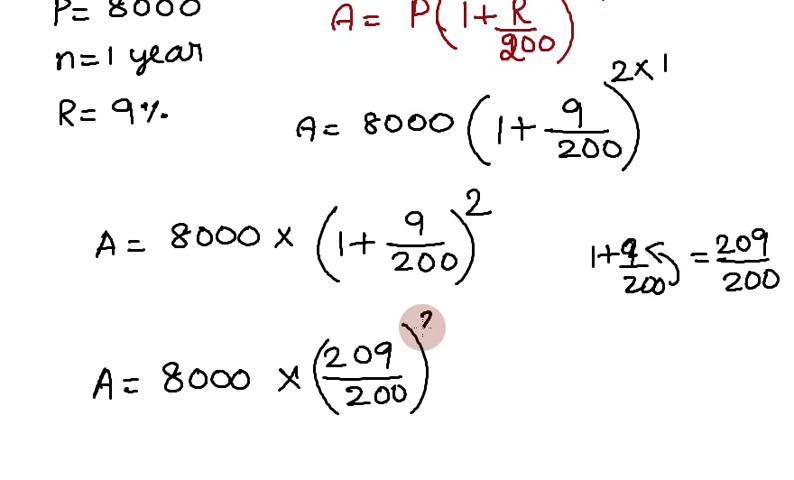 P= 8000
A= P(1+R/200)
n=1 year
R= 9%
A= 8000 (1+9/200)^2×1
A= 8000 × (1+9/200)^2
1+9/200 = 209/200
A= 8000 × (209/200)^2